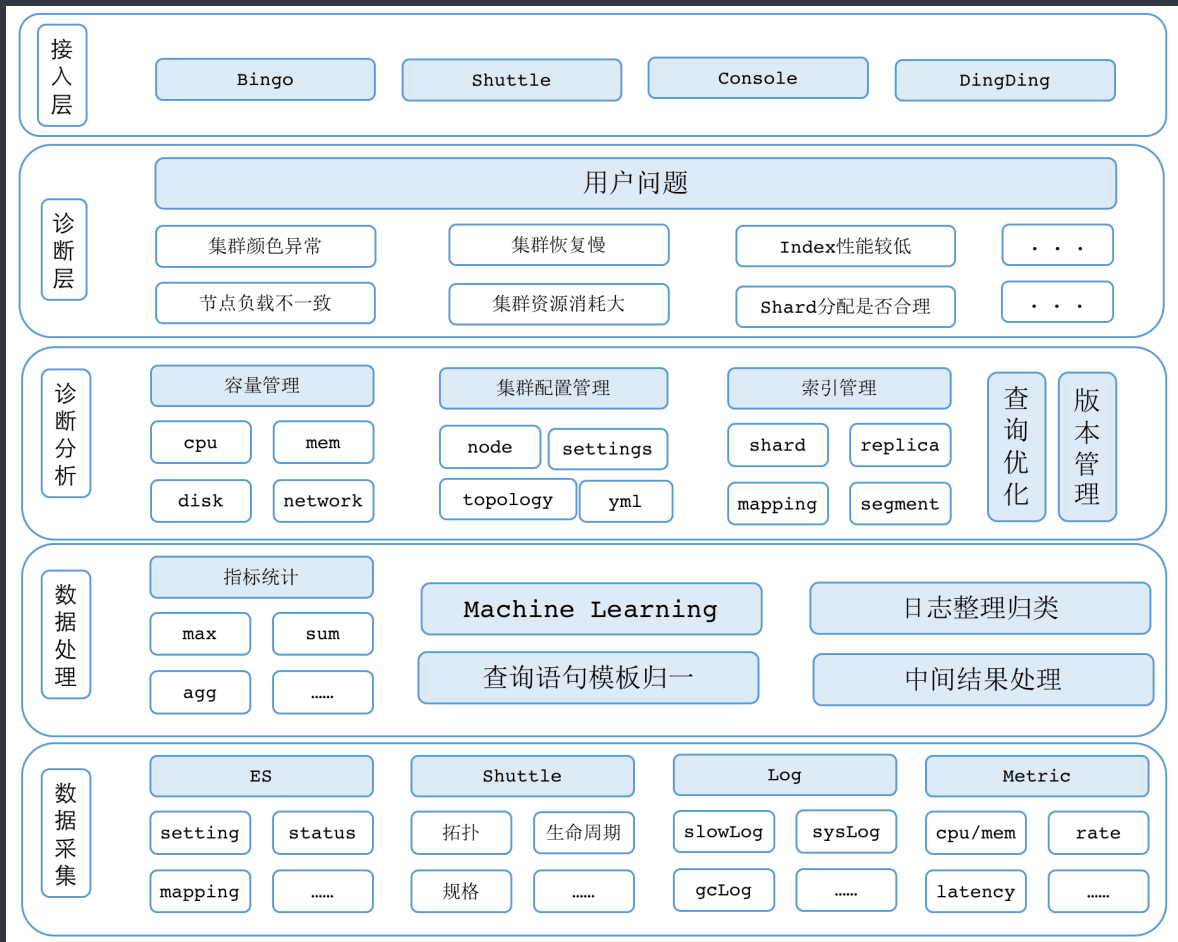 接入层
Bingo
Shuttle
Console
DingDing
诊断层
用户问题
集群颜色异常
集群恢复慢
Index性能较低
. . .
节点负载不一致
集群资源消耗大
Shard分配是否合理
. . .
诊断分析
容量管理
集群配置管理
索引管理
查询优化
版本管理
cpu
mem
node
settings
shard
replica
disk
network
topology
yml
mapping
segment
数据处理
指标统计
Machine Learning
日志整理归类
max
sum
查询语句模板归一
中间结果处理
agg
……
数据采集
ES
Shuttle
Log
Metric
setting
status
拓扑
生命周期
slowLog
sysLog
cpu/mem
rate
mapping
……
规格
……
gcLog
……
latency
……